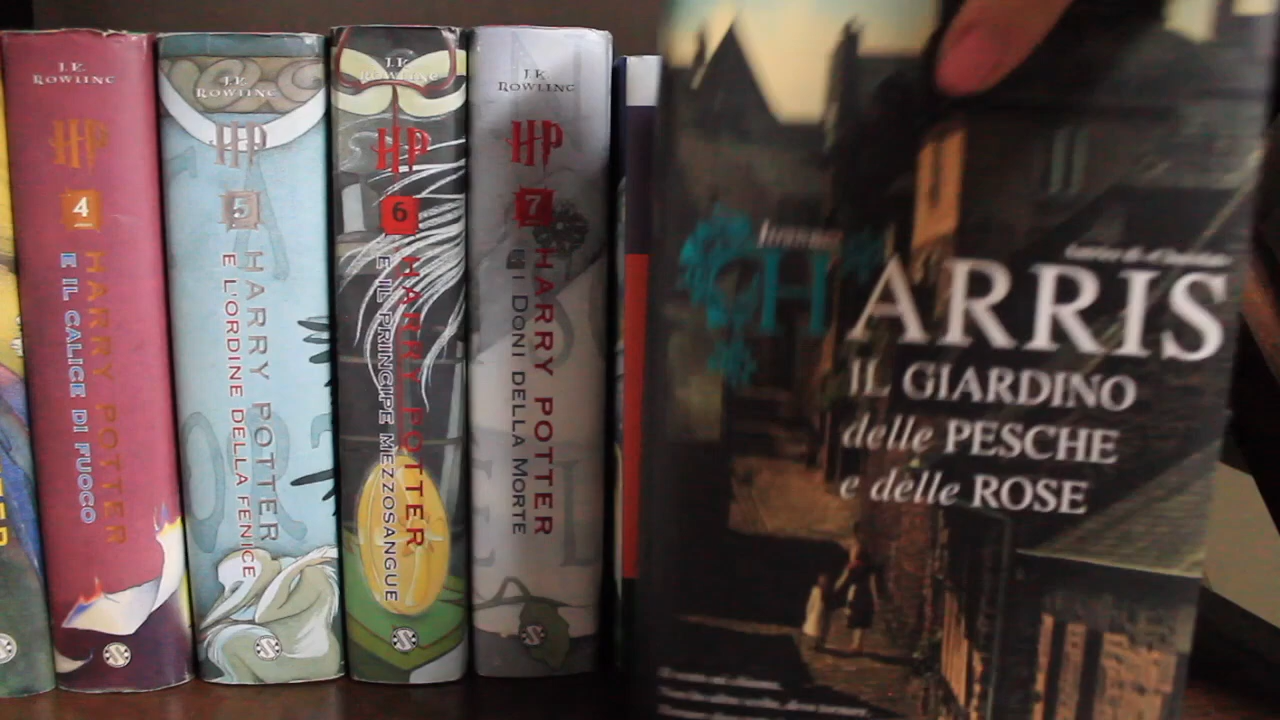 J.K.
ROWLING
HP
4
HARRY POTTER
E IL CALICE DI FUOCO
J.K.
ROWLING
HP
5
HARRY POTTER
E L'ORDINE DELLA FENICE
J.K.
ROWLING
HP
6
HARRY POTTER
E IL PRINCIPE MEZZOSANGUE
J.K.
ROWLING
HP
7
HARRY POTTER
E I DONI DELLA MORTE
HARRIS
IL GIARDINO
delle PESCHE
e delle ROSE